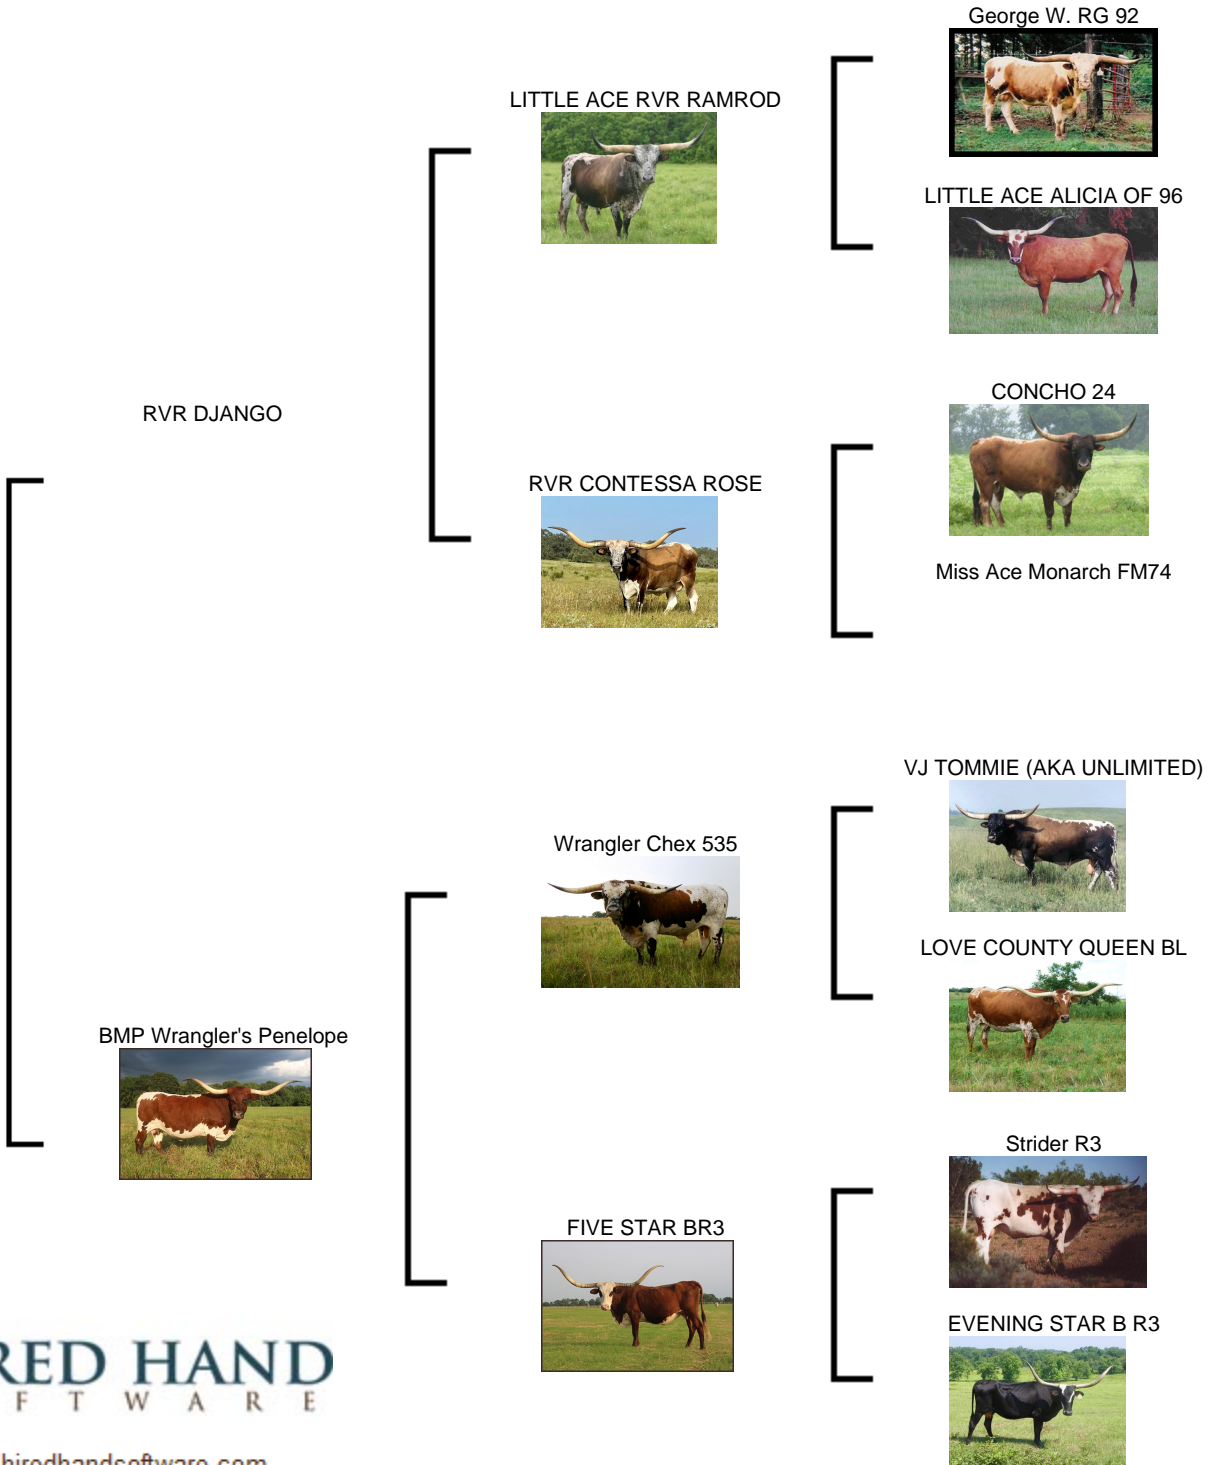 George W. RG 92
LITTLE ACE RVR RAMROD
LITTLE ACE ALICIA OF 96
RVR DJANGO
CONCHO 24
RVR CONTESSA ROSE
Miss Ace Monarch FM74
VJ TOMMIE (AKA UNLIMITED)
Wrangler Chex 535
LOVE COUNTY QUEEN BL
BMP Wrangler's Penelope
Strider R3
FIVE STAR BR3
EVENING STAR B R3
RED HAND
F T W A R E
hiredhandsoftware.com